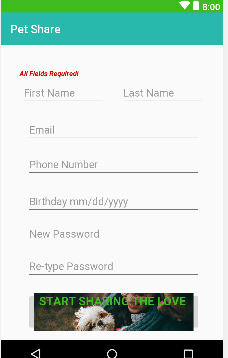 8:00
Pet Share
All Fields Required!
First Name Last Name
Email
Phone Number
Birthday mm/dd/yyyy
New Password
Re-type Password
START SHARING THE LOVE